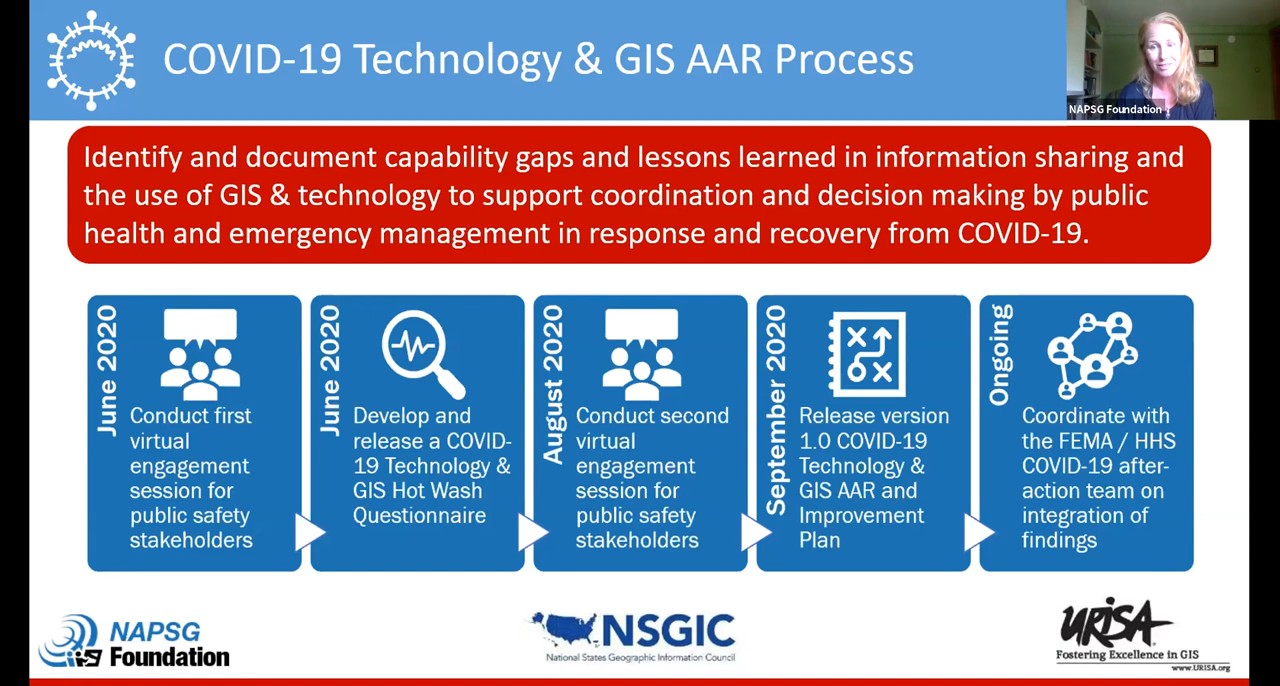 COVID-19 Technology & GIS AAR Process
NAPSG Foundation
Identify and document capability gaps and lessons learned in information sharing and
the use of GIS & technology to support coordination and decision making by public
health and emergency management in response and recovery from COVID-19.
June 2020
Conduct first
virtual
engagement
session for
public safety
stakeholders
June 2020
Develop and
release a COVID-
19 Technology &
GIS Hot Wash
Questionnaire
August 2020
Conduct second
virtual
engagement
session for
public safety
stakeholders
September 2020
Release version
1.0 COVID-19
Technology &
GIS AAR and
Improvement
Plan
Ongoing
Coordinate with
the FEMA / HHS
COVID-19 after-
action team on
integration of
findings
NAPSG
Foundation
NSGIC
National States Geographic Information Council
URISA
Fostering Excellence in GIS
www.URISA.org